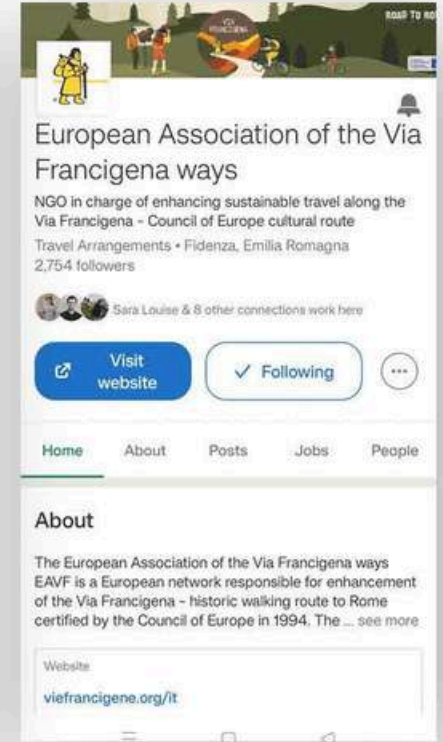 ROAD TO RO
VIA
FRANCIGENA
European Association of the Via
Francigena ways
NGO in charge of enhancing sustainable travel along the
Via Francigena - Council of Europe cultural route
Travel Arrangements • Fidenza, Emilia Romagna
2,754 followers
Sara Louise & 8 other connections work here
Visit
website
Following
Home About Posts Jobs People
About
The European Association of the Via Francigena ways
EAVF is a European network responsible for enhancement
of the Via Francigena - historic walking route to Rome
certified by the Council of Europe in 1994. The ... see more
Website
viefrancigene.org/it